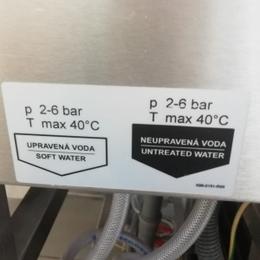 p 2-6 bar
T max 40°C
UPRAVENÁ VODA
SOFT WATER
p 2-6 bar
T max 40°C
NEUPRAVENÁ VODA
UNTREATED WATER